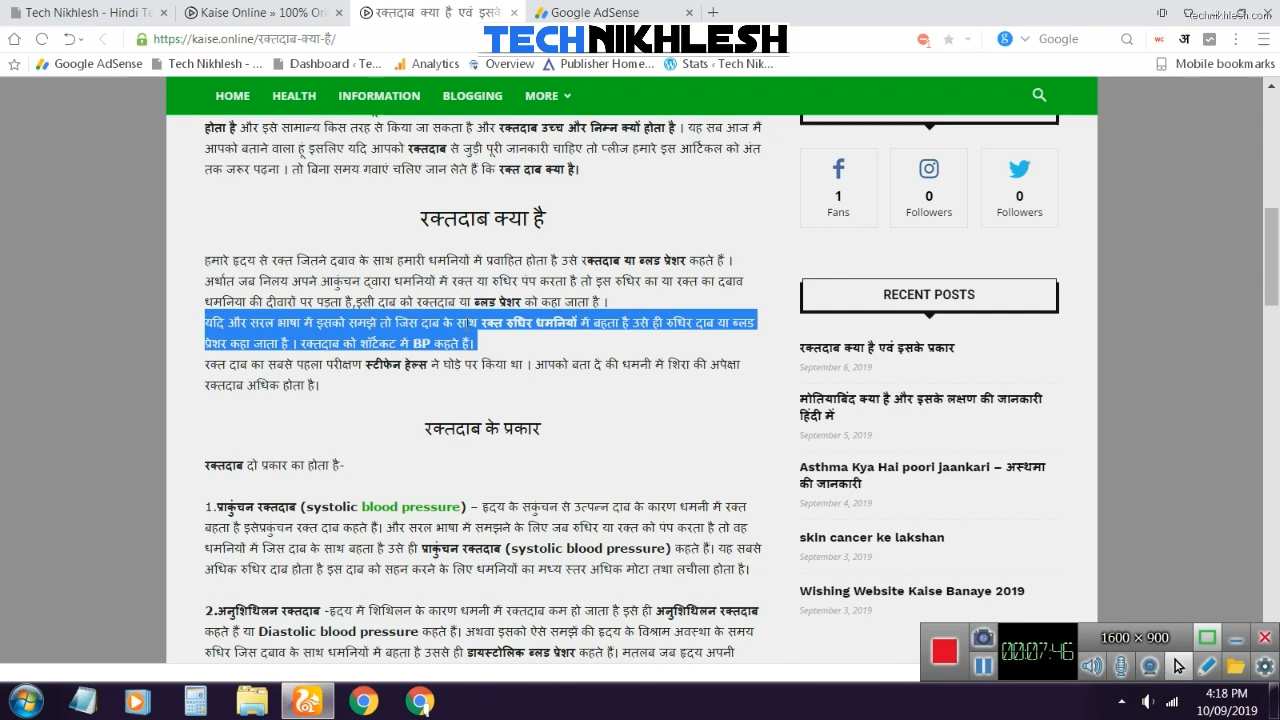 Tech Nikhlesh - Hindi Te
Kaise Online - 100% Or
रक्तदाब क्या है एवं इसके
Google AdSense
Techniknlesn.com
https://kaise.online/रक्तदाब-क्या-है/
TECHNIKHLESH
Google
Google AdSense
Tech Nikhlesh - ...
Dashboard ‹ Te...
Analytics
Overview
Publisher Home...
Stats ‹ Tech Nik...
Mobile bookmarks
HOME
HEALTH
INFORMATION
BLOGGING
MORE
होता है और इसे सामान्य किस तरह से किया जा सकता है और रक्तदाब उच्च और निम्न क्यों होता है । यह सब आज मैं
आपको बताने वाला हूं इसलिए यदि आपको रक्तदाब से जुड़ी पूरी जानकारी चाहिए तो प्लीज हमारे इस आर्टिकल को अंत
तक जरूर पढ़ना । तो बिना समय गवाएं चलिए जान लेते हैं कि रक्त दाब क्या है।
रक्तदाब क्या है
हमारे हृदय से रक्त जितने दबाव के साथ हमारी धमनियों में प्रवाहित होता है उसे रक्तदाब या ब्लड प्रेशर कहते हैं ।
अर्थात जब निलय अपने आकुंचन द्वारा धमनियों में रक्त या रुधिर पंप करता है तो इस रुधिर का या रक्त का दबाव
धमनिया की दीवारों पर पडता है,इसी दाब को रक्तदाब या ब्लड प्रेशर को कहा जाता है ।
यदि और सरल भाषा में इसको समझे तो जिस दाब के साथ रक्त रुधिर धमनियों में बहता है उसे ही रुधिर दाब या ब्लड
प्रेशर कहा जाता है । रक्तदाब को शॉर्टकट में BP कहते हैं।
रक्त दाब का सबसे पहला परीक्षण स्टीफेन हेल्स ने घोड़े पर किया था । आपको बता दें की धमनी में शिरा की अपेक्षा
रक्तदाब अधिक होता है।
रक्तदाब के प्रकार
रक्तदाब दो प्रकार का होता है-
1.प्राकुंचन रक्तदाब (systolic blood pressure) – हृदय के सकुंचन से उत्पन्न दाब के कारण धमनी में रक्त
बहता है इसेप्रकुंचन रक्त दाब कहते हैं। और सरल भाषा में समझने के लिए जब रुधिर या रक्त को पंप करता है तो वह
धमनियों में जिस दाब के साथ बहता है उसे ही प्राकुंचन रक्तदाब (systolic blood pressure) कहते हैं। यह सबसे
अधिक रुधिर दाब होता है इस दाब को सहन करने के लिए धमनियों का मध्य स्तर अधिक मोटा तथा लचीला होता है।
2.अनुशिथिलन रक्तदाब -हृदय में शिथिलन के कारण धमनी में रक्तदाब कम हो जाता है इसे ही अनुशिथिलन रक्तदाब
कहते हैं या Diastolic blood pressure कहते हैं। अथवा इसको ऐसे समझें की हृदय के विश्राम अवस्था के समय
रुधिर जिस दबाव के साथ धमनियों में बहता है उससे ही डायस्टोलिक ब्लड प्रेशर कहते हैं। मतलब जब हृदय अपनी
1
0
0
Fans
Followers
Followers
RECENT POSTS
रक्तदाब क्या है एवं इसके प्रकार
September 6, 2019
मोतियाबिंद क्या है और इसके लक्षण की जानकारी
हिंदी में
September 5, 2019
Asthma Kya Hai poori jaankari – अस्थमा
की जानकारी
September 4, 2019
skin cancer ke lakshan
September 3, 2019
Wishing Website Kaise Banaye 2019
September 3, 2019
00:07:46
1600 × 900
4:18 PM
10/09/2019